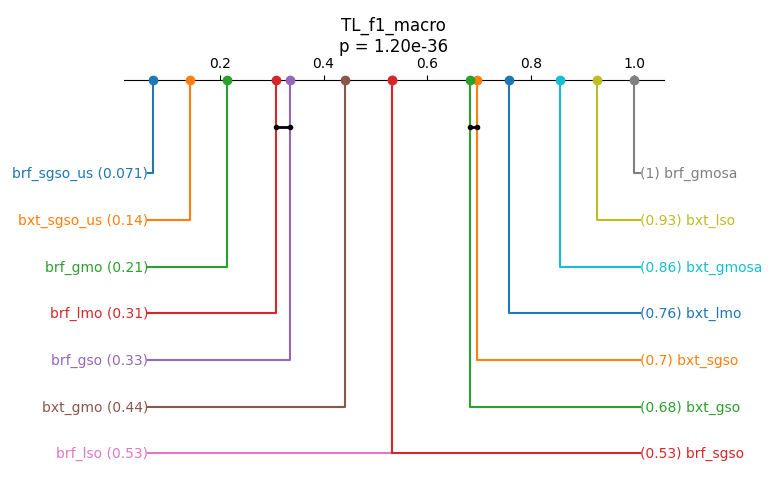 TL_f1_macro
p = 1.20e-36
0.2 0.4 0.6 0.8 1.0
brf_sgso_us (0.071) (1) brf_gmosa
bxt_sgso_us (0.14) (0.93) bxt_lso
brf_gmo (0.21) (0.86) bxt_gmosa
brf_lmo (0.31) (0.76) bxt_lmo
brf_gso (0.33) (0.7) bxt_sgso
bxt_gmo (0.44) (0.68) bxt_gso
brf_lso (0.53) (0.53) brf_sgso